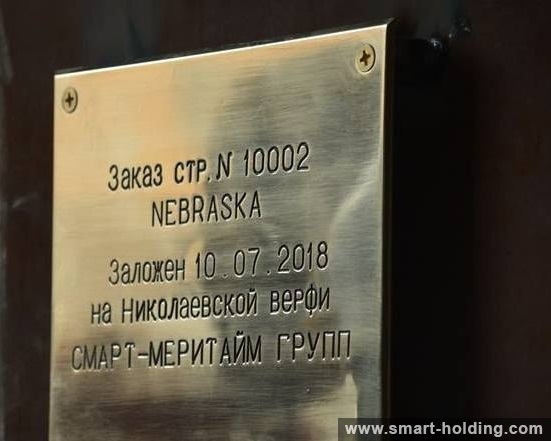 Заказ стр. N 10002
NEBRASKA
Заложен 10.07.2018
на Николаевской верфи
СМАРТ-МЕРИТАЙМ ГРУПП
www.smart-holding.com